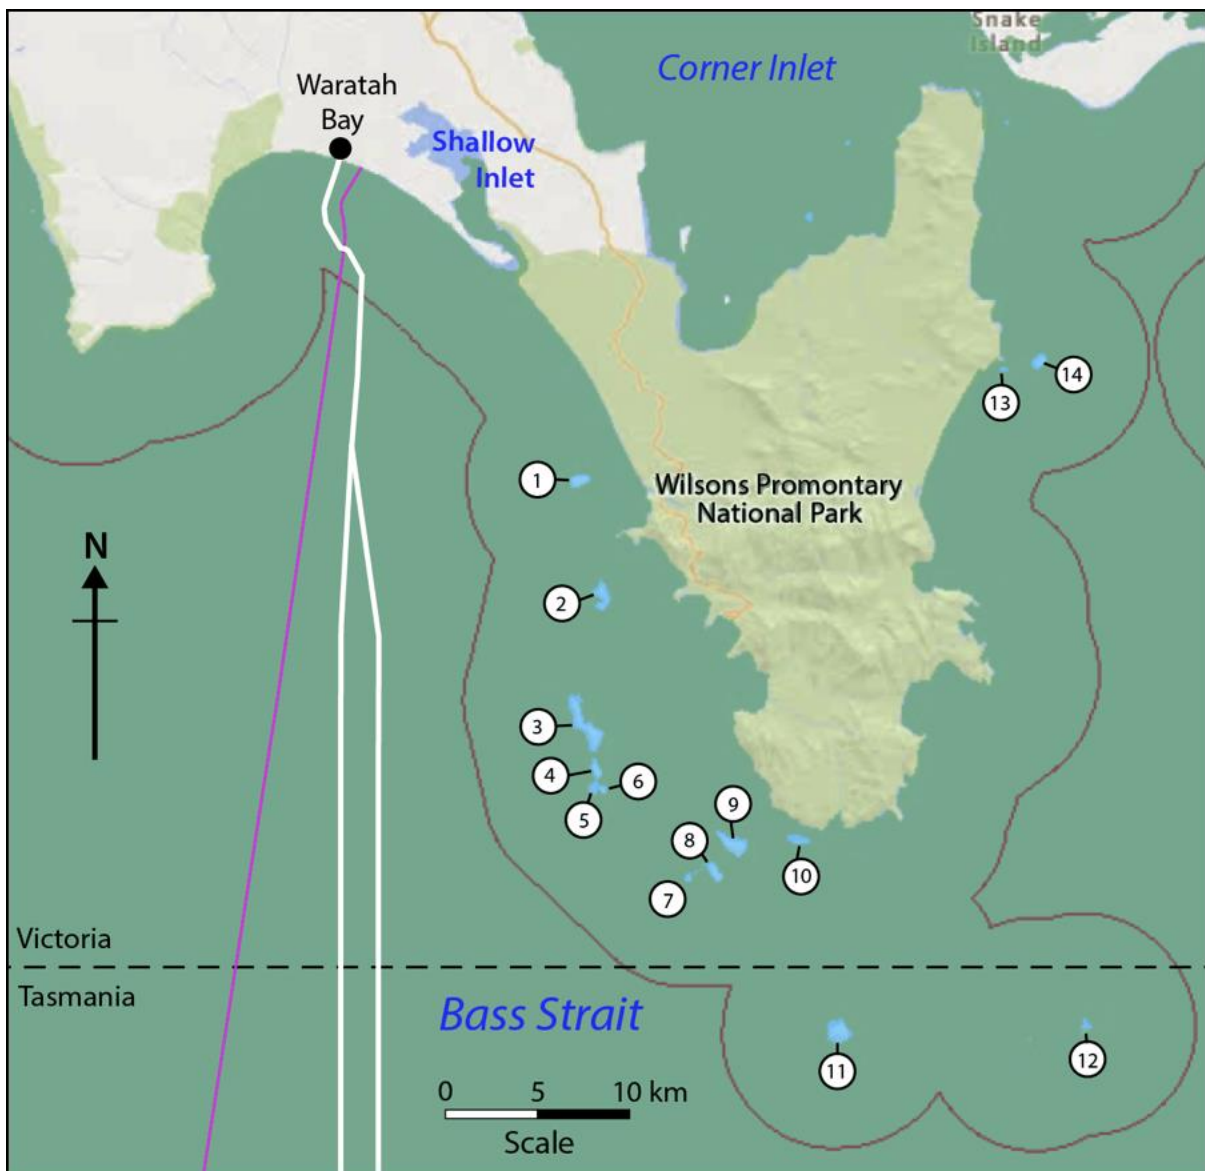 Snake
Island
Corner Inlet
Waratah
Bay
Shallow
Inlet
14
13
1
Wilsons Promontary
National Park
N
2
3
4
6
5
9
8
10
7
Victoria
Tasmania
Bass Strait
11
12
0 5 10 km
Scale